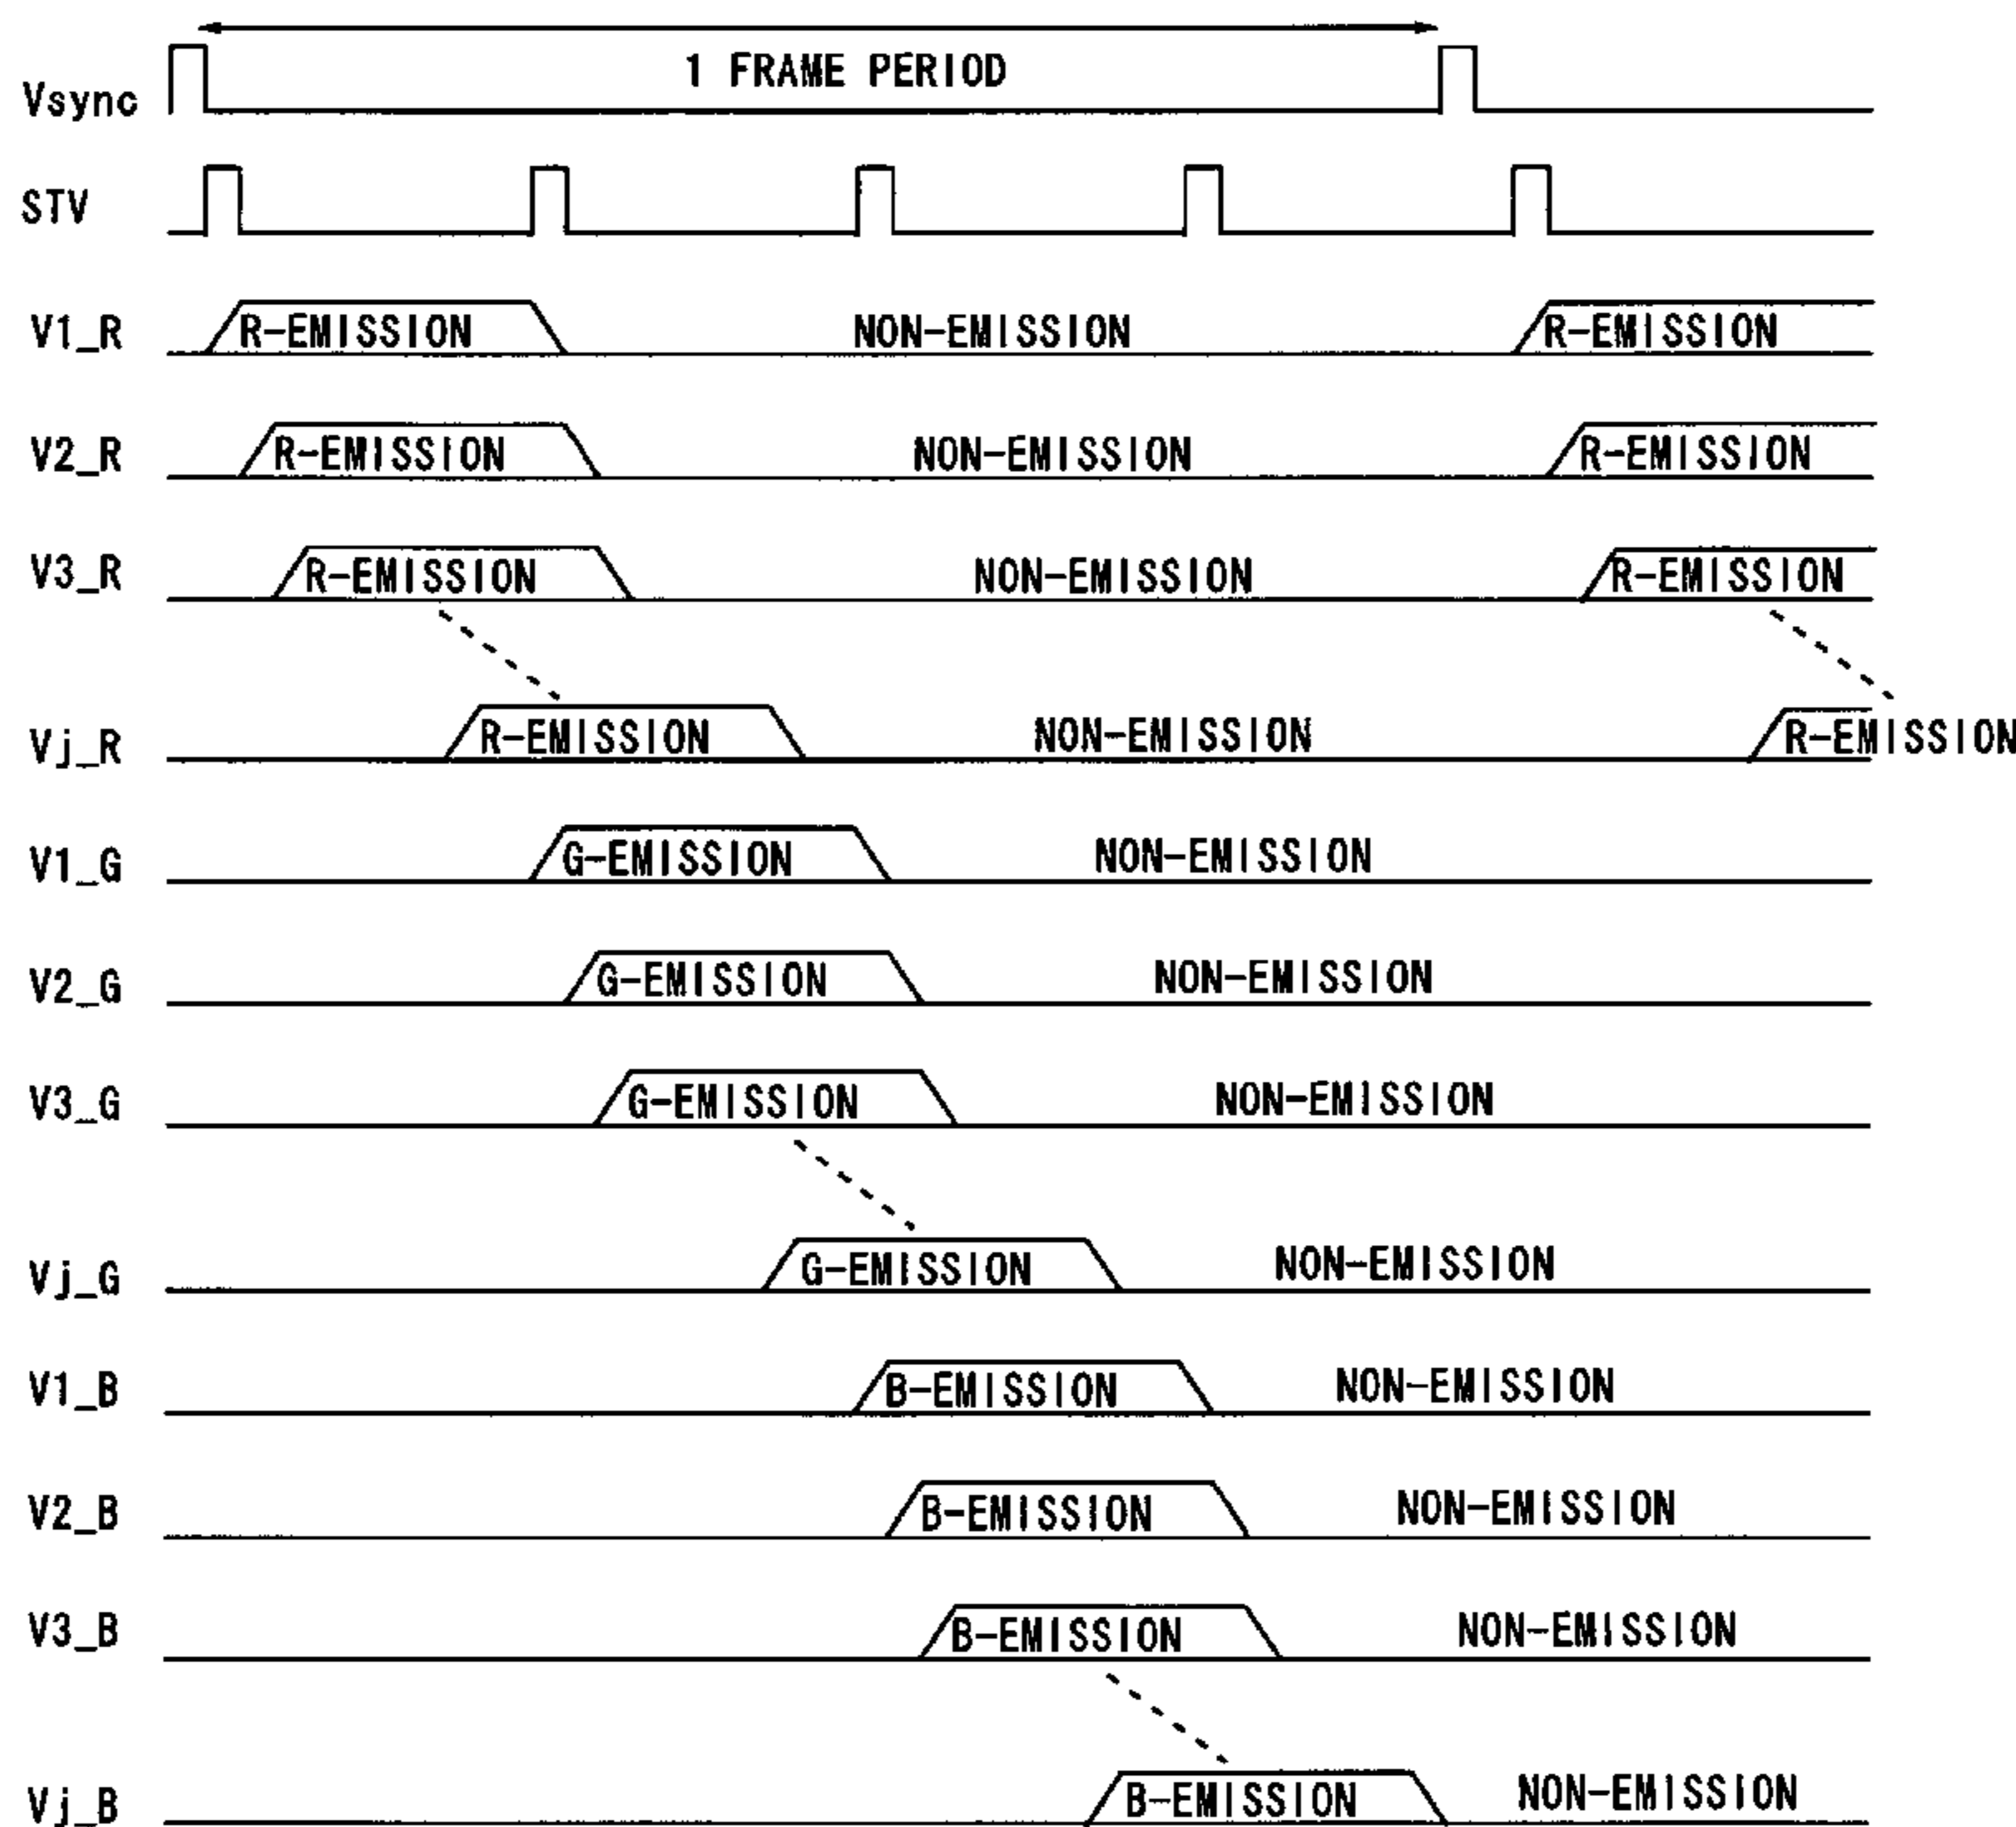 1 FRAME PERIOD
Vsync
STV
V1_R R-EMISSION NON-EMISSION R-EMISSION
V2_R R-EMISSION NON-EMISSION R-EMISSION
V3_R R-EMISSION NON-EMISSION R-EMISSION
Vj_R R-EMISSION NON-EMISSION R-EMISSION
V1_G G-EMISSION NON-EMISSION
V2_G G-EMISSION NON-EMISSION
V3_G G-EMISSION NON-EMISSION
Vj_G G-EMISSION NON-EMISSION
V1_B B-EMISSION NON-EMISSION
V2_B B-EMISSION NON-EMISSION
V3_B B-EMISSION NON-EMISSION
Vj_B B-EMISSION NON-EMISSION